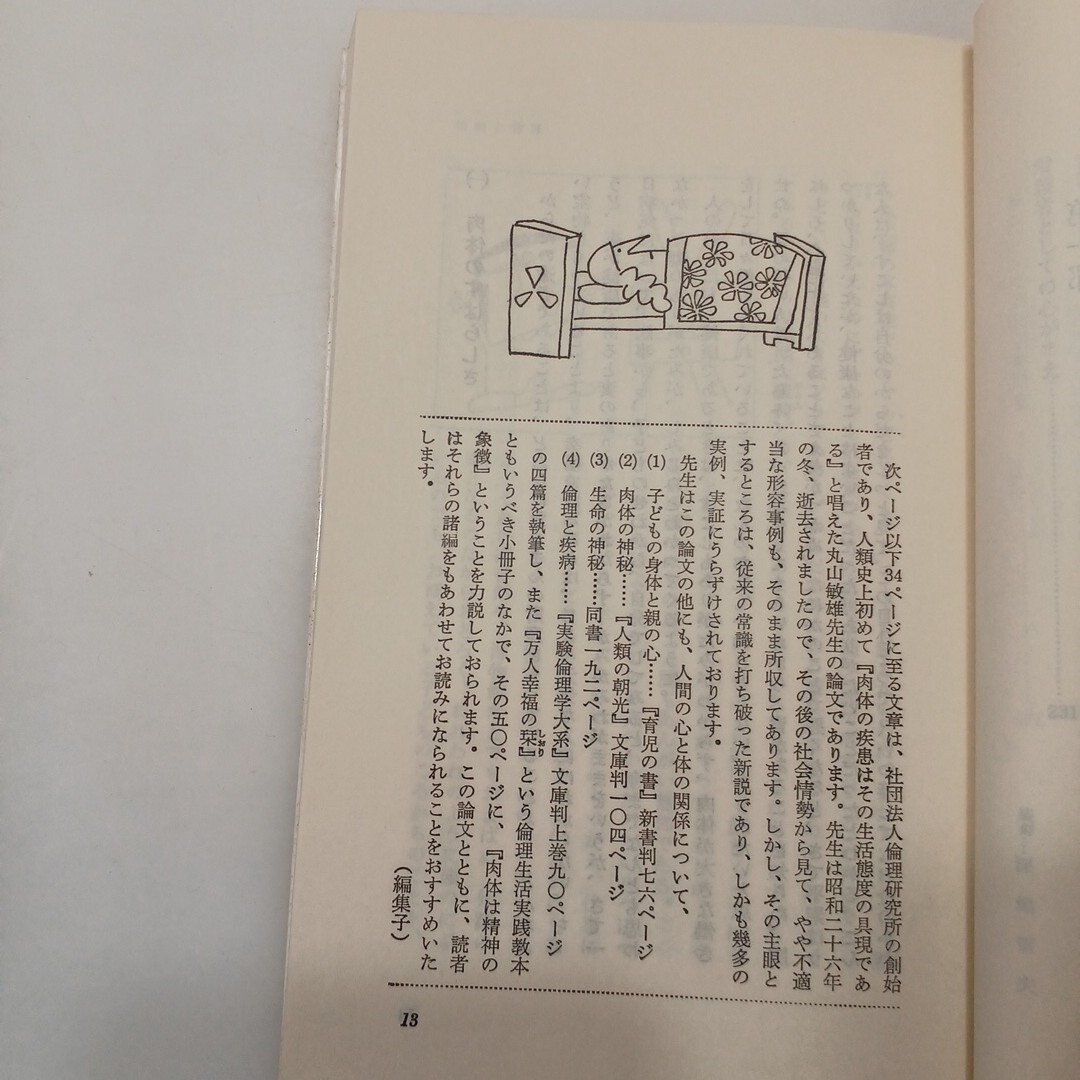 次ページ以下34ページに至る文章は、社団法人倫理研究所の創始
者であり、人類史上初めて『肉体の疾患はその生活態度の具現であ
る』と唱えた丸山敏雄先生の論文であります。先生は昭和二十六年
の冬、逝去されましたので、その後の社会情勢から見て、やや不適
当な形容事例も、そのまま所収してあります。しかし、その主眼と
するところは、従来の常識を打ち破った新説であり、しかも幾多の
実例、実証にうらずけされております。
先生はこの論文の他にも、人間の心と体の関係について、
(1) 子どもの身体と親の心……『育児の書』新書判七六ページ
(2) 肉体の神秘……『人類の朝光』文庫判一〇四ページ
(3) 生命の神秘……同書一九二ページ
(4) 倫理と疾病……『実験倫理学大系』文庫判上巻九〇ページ
の四篇を執筆し、また『万人幸福の栞』という倫理生活実践教本
しおり
ともいうべき小冊子のなかで、その五〇ページに、『肉体は精神の
象徴』ということを力説しておられます。この論文とともに、読者
はそれらの諸編をもあわせてお読みになられることをおすすめいた
します。
(編集子)
13
231